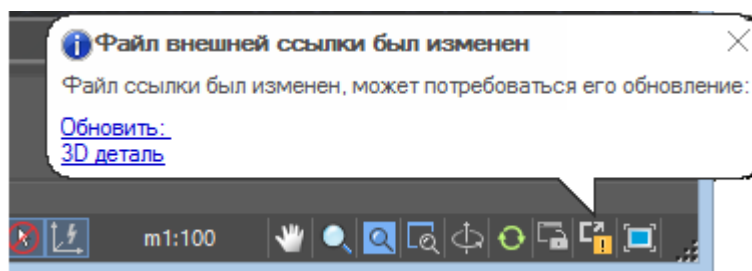 Файл внешней ссылки был изменен
Файл ссылки был изменен, может потребоваться его обновление:
Обновить:
3D деталь
m1:100